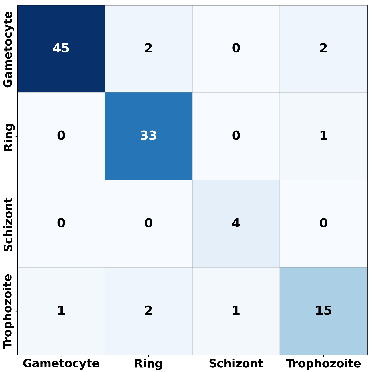 Gametocyte 45 2 0 2
Ring 0 33 0 1
Schizont 0 0 4 0
Trophozoite 1 2 1 15
Gametocyte Ring Schizont Trophozoite